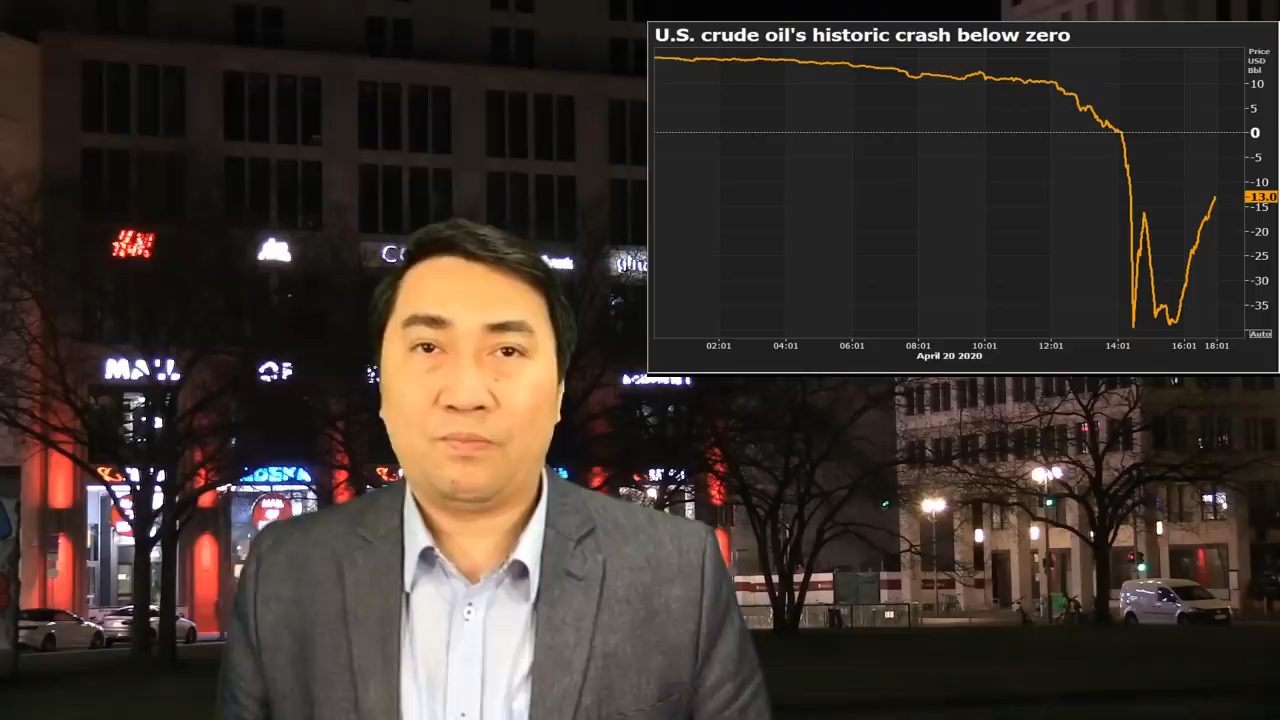 U.S. crude oil's historic crash below zero
Price
USD
Bbl
10
5
0
-5
-10
-13.0
-15
-20
-25
-30
-35
Auto
02:01 04:01 06:01 08:01 10:01 12:01 14:01 16:01 18:01
April 20 2020
H&M
MALL OF
EDEKA